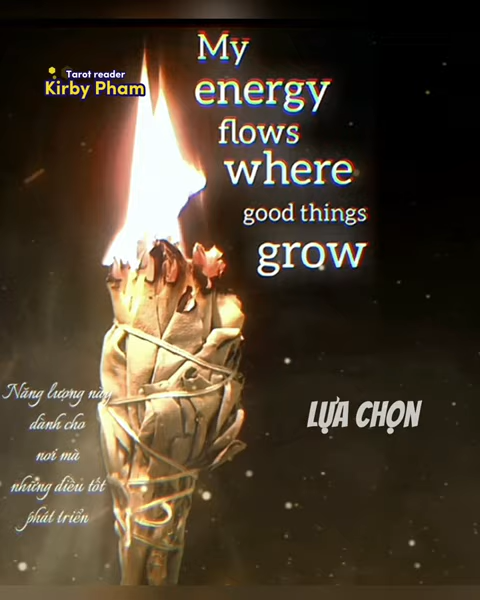 Tarot reader
Kirby Pham
My
energy
flows
where
good things
grow
LỰA CHỌN
Năng lượng này
dành cho
nơi mà
những điều tốt
phát triển